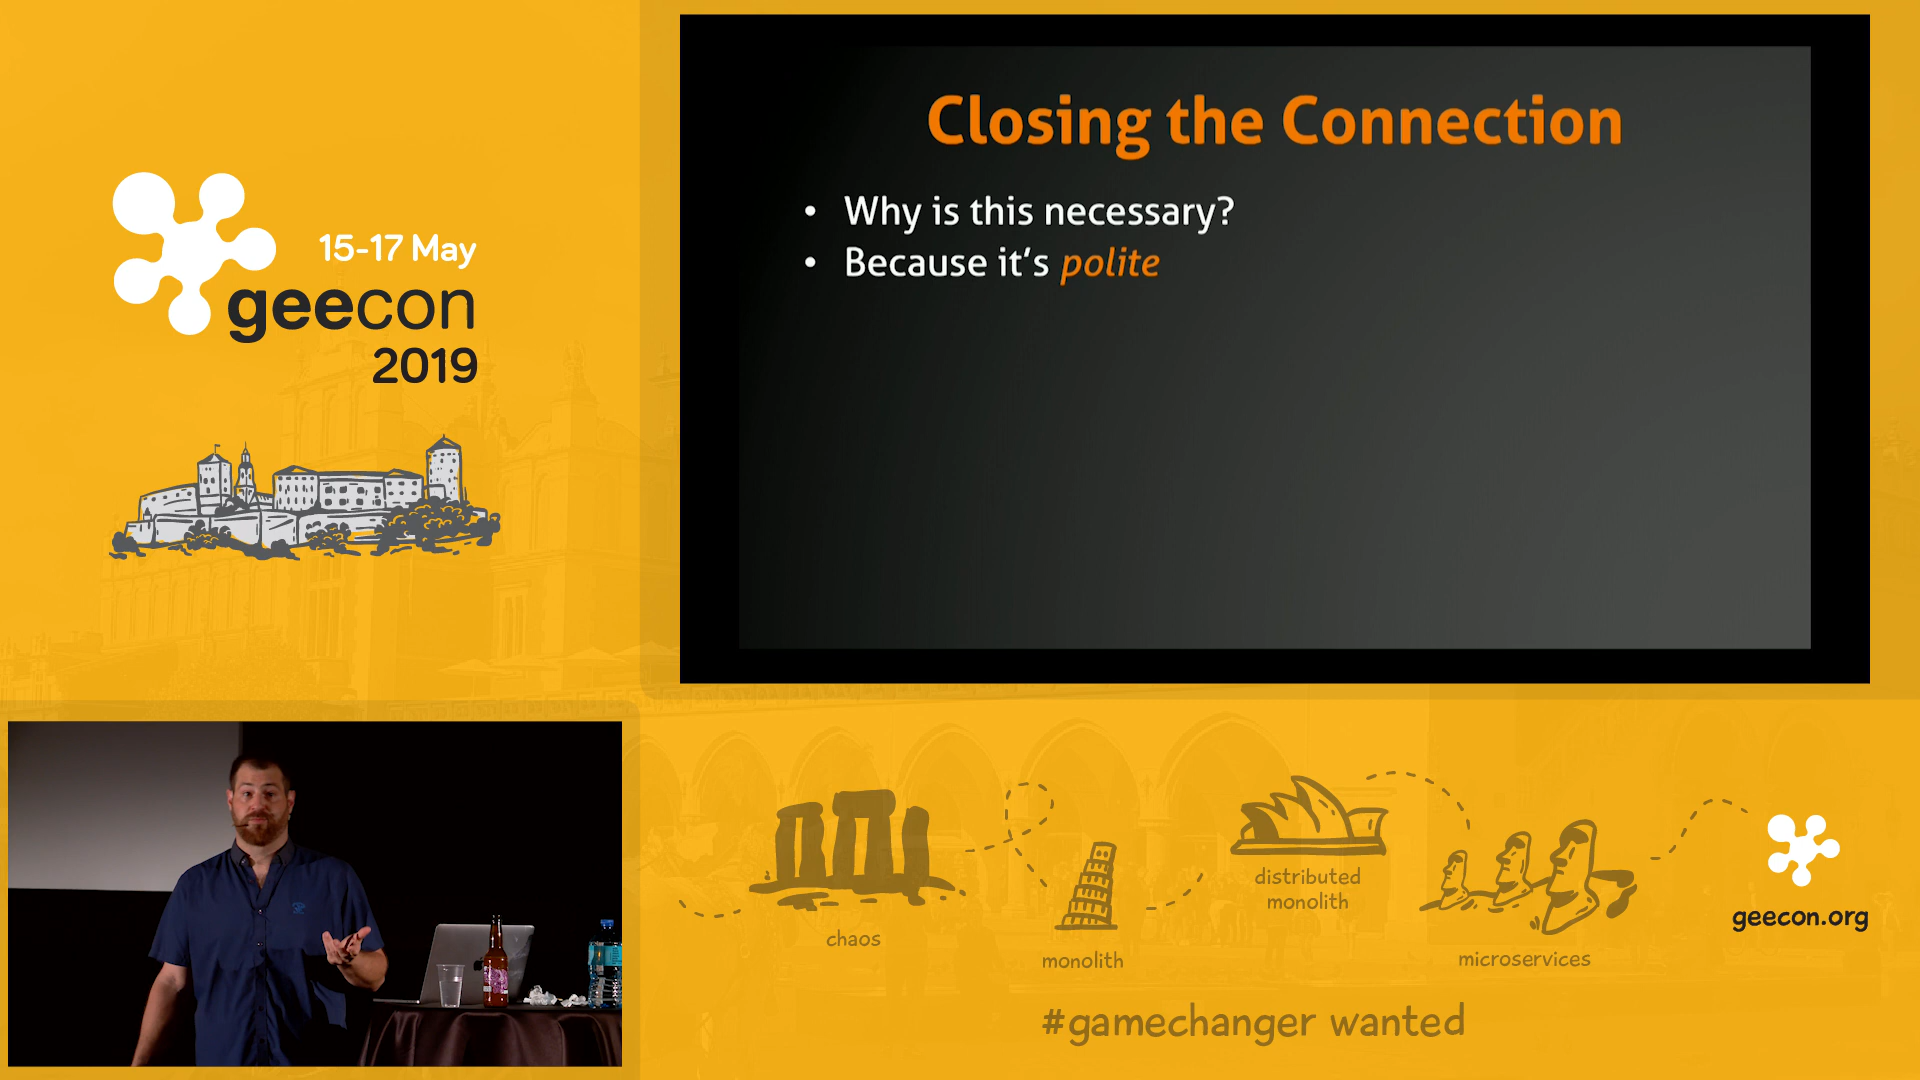 15-17 May
geecon
2019
Closing the Connection
• Why is this necessary?
• Because it's polite
chaos
monolith
distributed
monolith
microservices
geecon.org
#gamechanger wanted